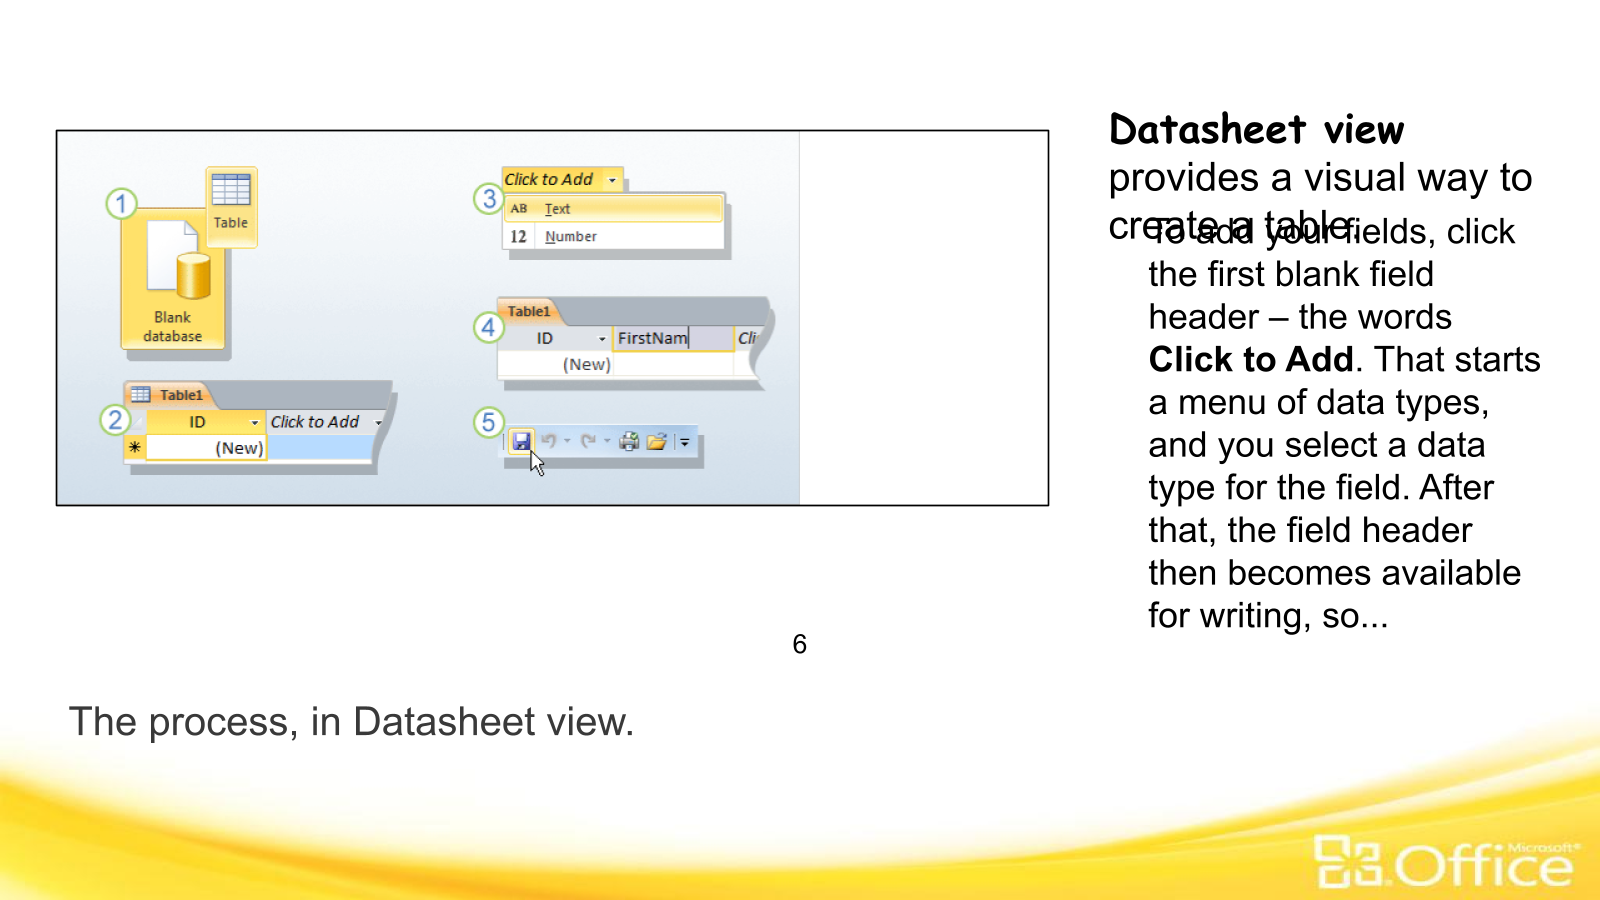 Datasheet view
provides a visual way to
create a table.
To add your fields, click
the first blank field
header – the words
Click to Add. That starts
a menu of data types,
and you select a data
type for the field. After
that, the field header
then becomes available
for writing, so...
1
Table
Blank
database
2
Table1
ID
Click to Add
(New)
3
Click to Add
AB Text
12 Number
4
Table1
ID
FirstNam
Cli
(New)
5
6
The process, in Datasheet view.
Microsoft®
Office